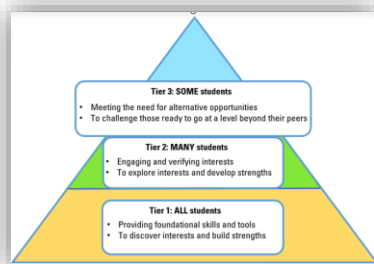 Tier 3: SOME students
• Meeting the need for alternative opportunities
• To challenge those ready to go at a level beyond their peers
Tier 2: MANY students
• Engaging and verifying interests
• To explore interests and develop strengths
Tier 1: ALL students
• Providing foundational skills and tools
• To discover interests and build strengths